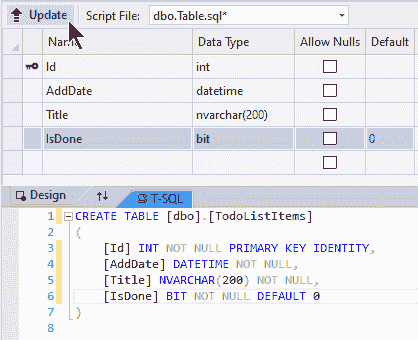 Update Script File: dbo.Table.sql*
Data Type Allow Nulls Default
Id int
AddDate datetime
Title nvarchar(200)
IsDone bit 0
Design T-SQL
1 CREATE TABLE [dbo].[TodoListItems]
2 (
3 [Id] INT NOT NULL PRIMARY KEY IDENTITY,
4 [AddDate] DATETIME NOT NULL,
5 [Title] NVARCHAR(200) NOT NULL,
6 [IsDone] BIT NOT NULL DEFAULT 0
7 )
8